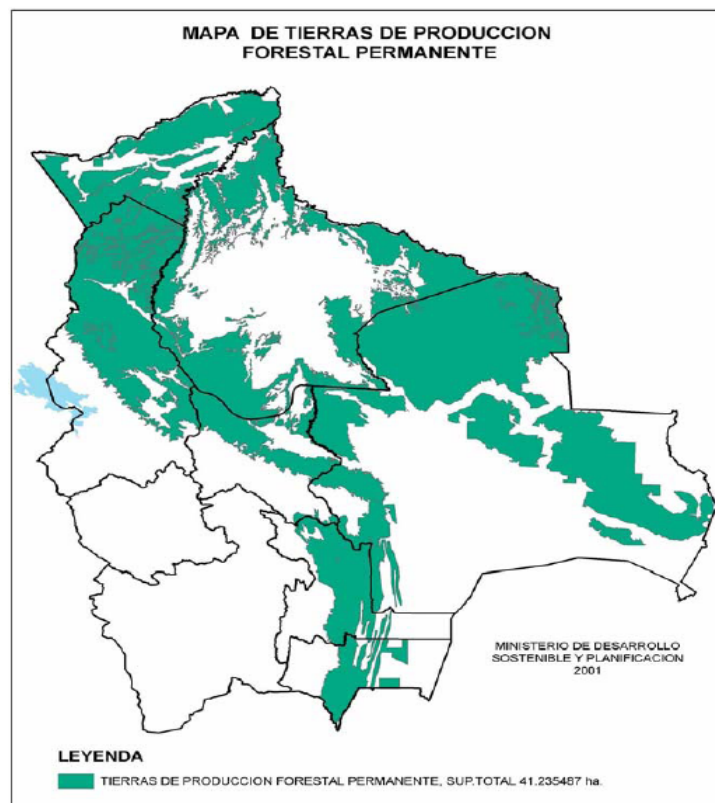 MAPA DE TIERRAS DE PRODUCCION
FORESTAL PERMANENTE
MINISTERIO DE DESARROLLO
SOSTENIBLE Y PLANIFICACION
2001
LEYENDA
TIERRAS DE PRODUCCION FORESTAL PERMANENTE, SUP.TOTAL 41.235487 ha.